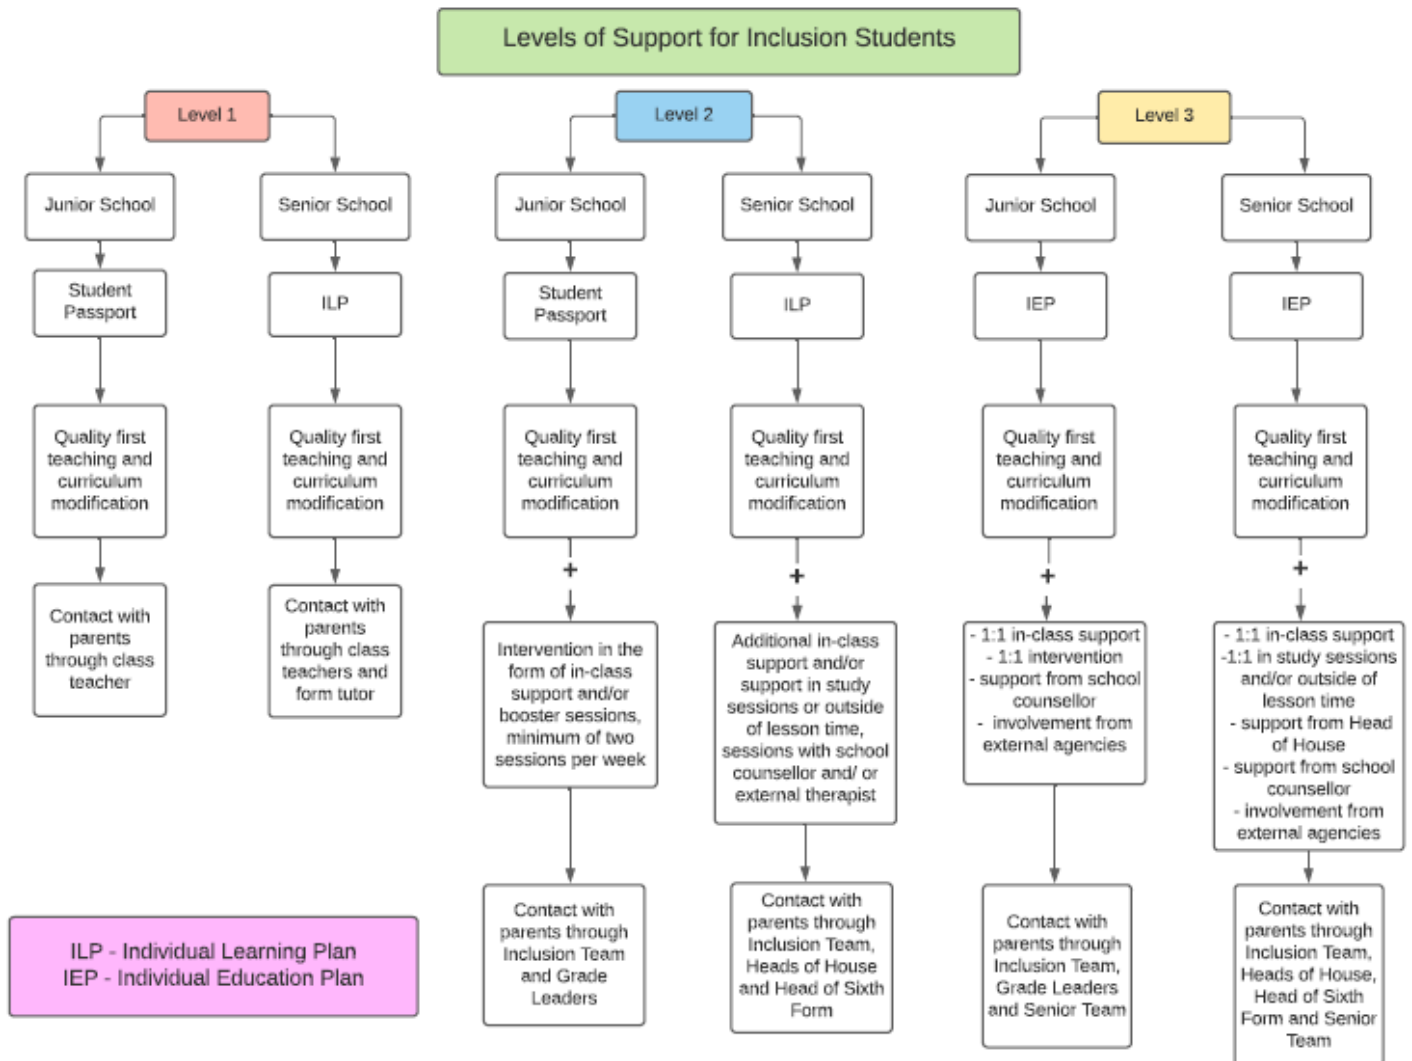 Levels of Support for Inclusion Students
Level 1
Junior School
Student
Passport
Quality first
teaching and
curriculum
modification
Contact with
parents
through class
teacher
Senior School
ILP
Quality first
teaching and
curriculum
modification
Contact with
parents
through class
teachers and
form tutor
Level 2
Junior School
Student
Passport
Quality first
teaching and
curriculum
modification
+
Intervention in the
form of in-class
support and/or
booster sessions,
minimum of two
sessions per week
Contact with
parents through
Inclusion Team
and Grade
Leaders
Senior School
ILP
Quality first
teaching and
curriculum
modification
+
Additional in-class
support and/or
support in study
sessions or outside
of lesson time,
sessions with school
counsellor and/ or
external therapist
Contact with
parents through
Inclusion Team,
Heads of House
and Head of Sixth
Form
Level 3
Junior School
IEP
Quality first
teaching and
curriculum
modification
+
- 1:1 in-class support
- 1:1 intervention
- support from school
counsellor
- involvement from
external agencies
Contact with
parents through
Inclusion Team,
Grade Leaders
and Senior Team
Senior School
IEP
Quality first
teaching and
curriculum
modification
+
- 1:1 in-class support
-1:1 in study sessions
and/or outside of
lesson time
- support from Head
of House
- support from school
counsellor
- involvement from
external agencies
Contact with
parents through
Inclusion Team,
Heads of House,
Head of Sixth
Form and Senior
Team
ILP - Individual Learning Plan
IEP - Individual Education Plan